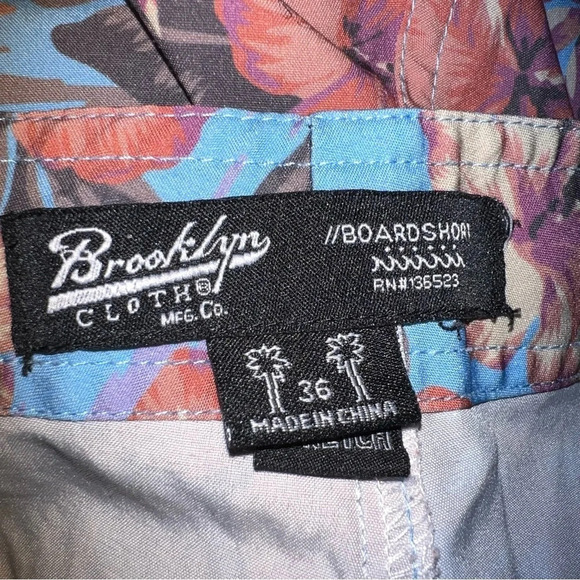 Brooklyn
CLOTH®
MFG. Co.
//BOARDSHORT
RN#136523
36
MADE IN CHINA